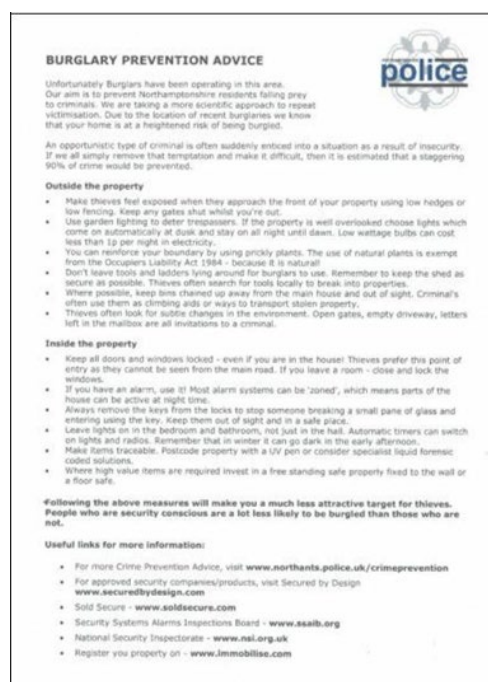 BURGLARY PREVENTION ADVICE
police
Unfortunately Burglars have been operating in this area.
Our aim is to prevent Northamptonshire residents falling prey
to criminals. We are taking a more scientific approach to repeat
victimisation. Due to the location of recent burglaries we know
that your home is at a heightened risk of being burgled.
An opportunistic type of criminal is often suddenly enticed into a situation as a result of insecurity.
If we all simply remove that temptation and make it difficult, then it is estimated that a staggering
90% of crime would be prevented.
Outside the property
• Make thieves feel exposed when they approach the front of your property using low hedges or
low fencing. Keep any gates shut whilst you're out.
• Use garden lighting to deter trespassers. If the property is well overlooked choose lights which
come on automatically at dusk and stay on all night until dawn. Low wattage bulbs can cost
less than 1p per night in electricity.
• You can reinforce your boundary by using prickly plants. The use of natural plants is exempt
from the Occupiers Liability Act 1984 - because it is natural!
• Don't leave tools and ladders lying around for burglars to use. Remember to keep the shed as
secure as possible. Thieves often search for tools locally to break into properties.
• Where possible, keep bins chained up away from the main house and out of sight. Criminal's
often use them as climbing aids or ways to transport stolen property.
• Thieves often look for subtle changes in the environment. Open gates, empty driveway, letters
left in the mailbox are all invitations to a criminal.
Inside the property
• Keep all doors and windows locked - even if you are in the house! Thieves prefer this point of
entry as they cannot be seen from the main road. If you leave a room - close and lock the
windows.
• If you have an alarm, use it! Most alarm systems can be 'zoned', which means parts of the
house can be active at night time.
• Always remove the keys from the locks to stop someone breaking a small pane of glass and
entering using the key. Keep them out of sight and in a safe place.
• Leave lights on in the bedroom and bathroom, not just in the hall. Automatic timers can switch
on lights and radios. Remember that in winter it can go dark in the early afternoon.
• Make items traceable. Postcode property with a UV pen or consider specialist liquid forensic
coded solutions.
• Where high value items are required invest in a free standing safe properly fixed to the wall or
a floor safe.
Following the above measures will make you a much less attractive target for thieves.
People who are security conscious are a lot less likely to be burgled than those who are
not.
Useful links for more information:
• For more Crime Prevention Advice, visit www.northants.police.uk/crimeprevention
• For approved security companies/products, visit Secured by Design
www.securedbydesign.com
• Sold Secure - www.soldsecure.com
• Security Systems Alarms Inspections Board - www.ssaib.org
• National Security Inspectorate - www.nsi.org.uk
• Register you property on - www.immobilise.com